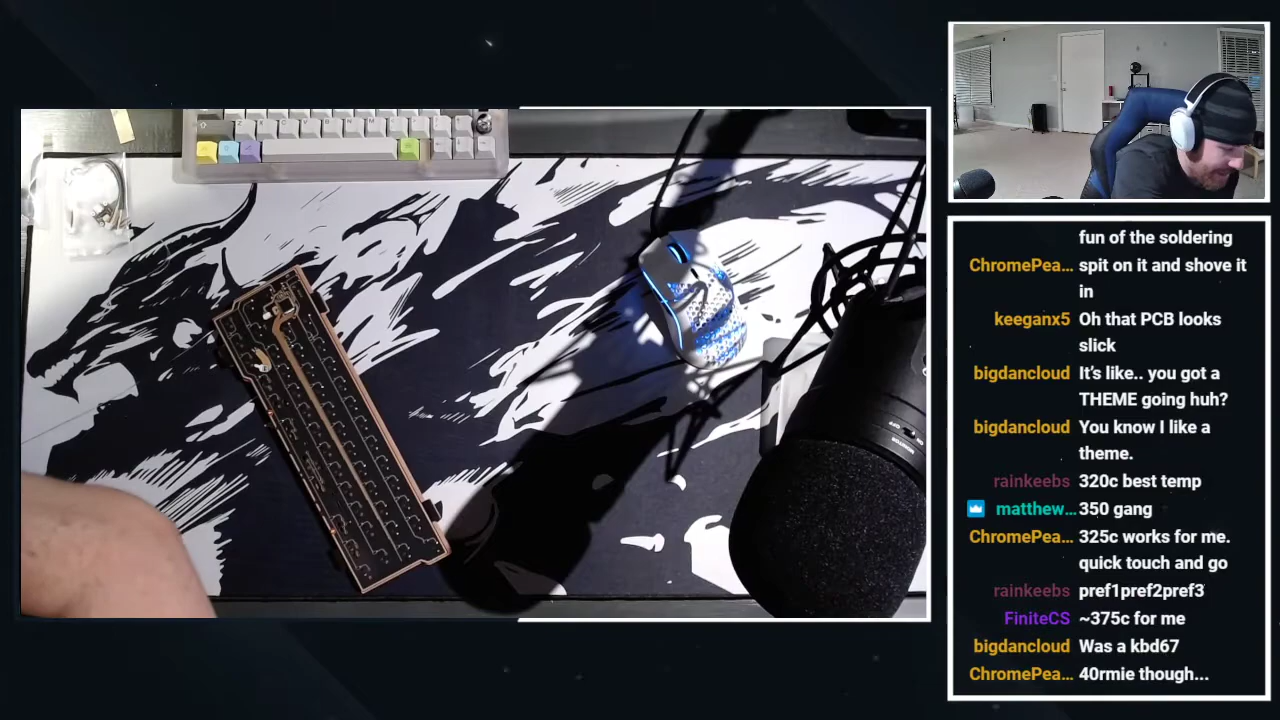 fun of the soldering
ChromePea... spit on it and shove it
in
keeganx5 Oh that PCB looks
slick
bigdancloud It's like.. you got a
THEME going huh?
bigdancloud You know I like a
theme.
rainkeebs 320c best temp
matthew... 350 gang
ChromePea... 325c works for me.
quick touch and go
rainkeebs pref1pref2pref3
FiniteCS ~375c for me
bigdancloud Was a kbd67
ChromePea... 40rmie though...